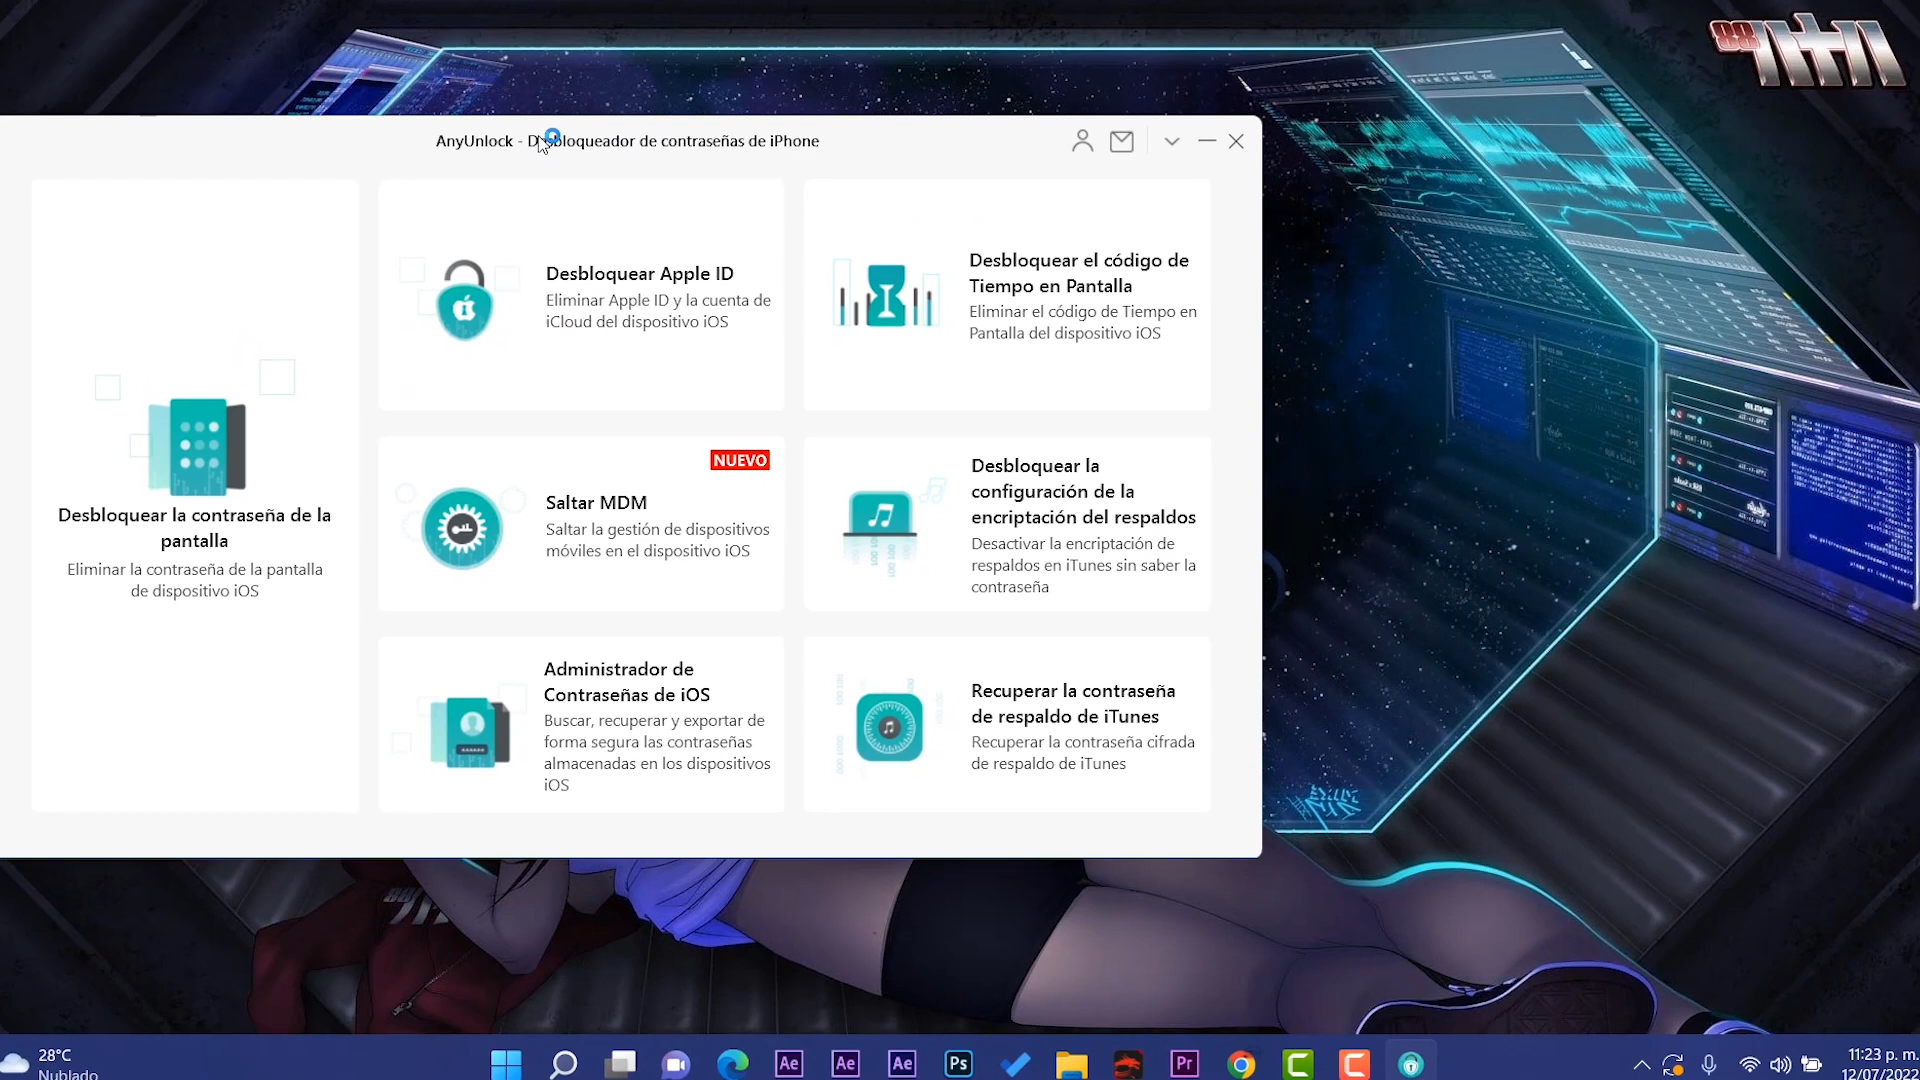 AnyUnlock - Desbloqueador de contraseñas de iPhone
Desbloquear la contraseña de la
pantalla
Eliminar la contraseña de la pantalla
de dispositivo iOS
Desbloquear Apple ID
Eliminar Apple ID y la cuenta de
iCloud del dispositivo iOS
Desbloquear el código de
Tiempo en Pantalla
Eliminar el código de Tiempo en
Pantalla del dispositivo iOS
NUEVO
Saltar MDM
Saltar la gestión de dispositivos
móviles en el dispositivo iOS
Desbloquear la
configuración de la
encriptación del respaldos
Desactivar la encriptación de
respaldos en iTunes sin saber la
contraseña
Administrador de
Contraseñas de iOS
Buscar, recuperar y exportar de
forma segura las contraseñas
almacenadas en los dispositivos
iOS
Recuperar la contraseña
de respaldo de iTunes
Recuperar la contraseña cifrada
de respaldo de iTunes
28°C
Nublado
Ae
Ae
Ae
Ps
Pr
11:23 p. m.
12/07/2022